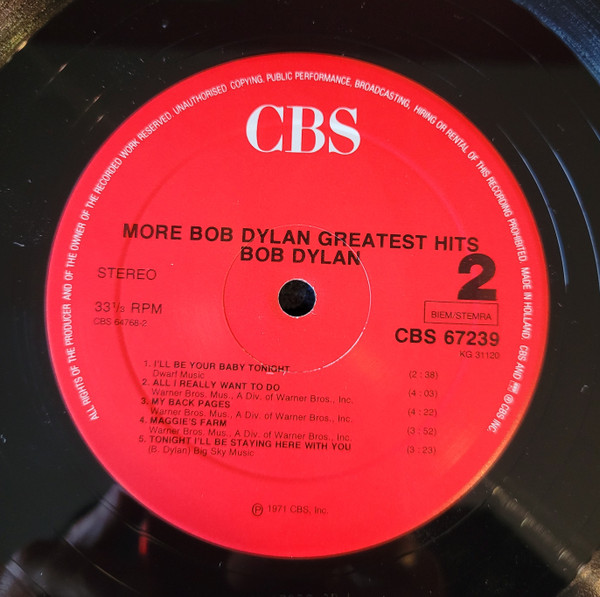 ALL RIGHTS OF THE PRODUCER AND OF THE OWNER OF THE RECORDED WORK RESERVED. UNAUTHORISED COPYING, PUBLIC PERFORMANCE, BROADCASTING, HIRING OR RENTAL OF THIS RECORDING PROHIBITED. MADE IN HOLLAND. CBS AND ® CBS INC.
CBS
MORE BOB DYLAN GREATEST HITS
BOB DYLAN
STEREO
2
33⅓ RPM
CBS 64768-2
BIEM/STEMRA
CBS 67239
KG 31120
1. I'LL BE YOUR BABY TONIGHT
Dwarf Music (2 : 38)
2. ALL I REALLY WANT TO DO
Warner Bros. Mus., A Div. of Warner Bros., Inc. (4 : 03)
3. MY BACK PAGES
Warner Bros. Mus., A Div. of Warner Bros., Inc. (4 : 22)
4. MAGGIE'S FARM
Warner Bros. Mus., A Div. of Warner Bros., Inc. (3 : 52)
5. TONIGHT I'LL BE STAYING HERE WITH YOU
(B. Dylan) Big Sky Music (3 : 23)
℗ 1971 CBS, Inc.